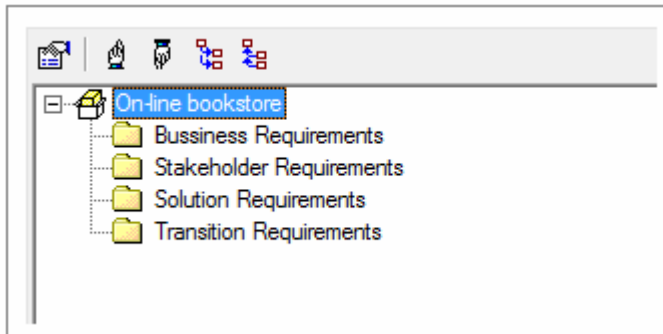 On-line bookstore
Bussiness Requirements
Stakeholder Requirements
Solution Requirements
Transition Requirements